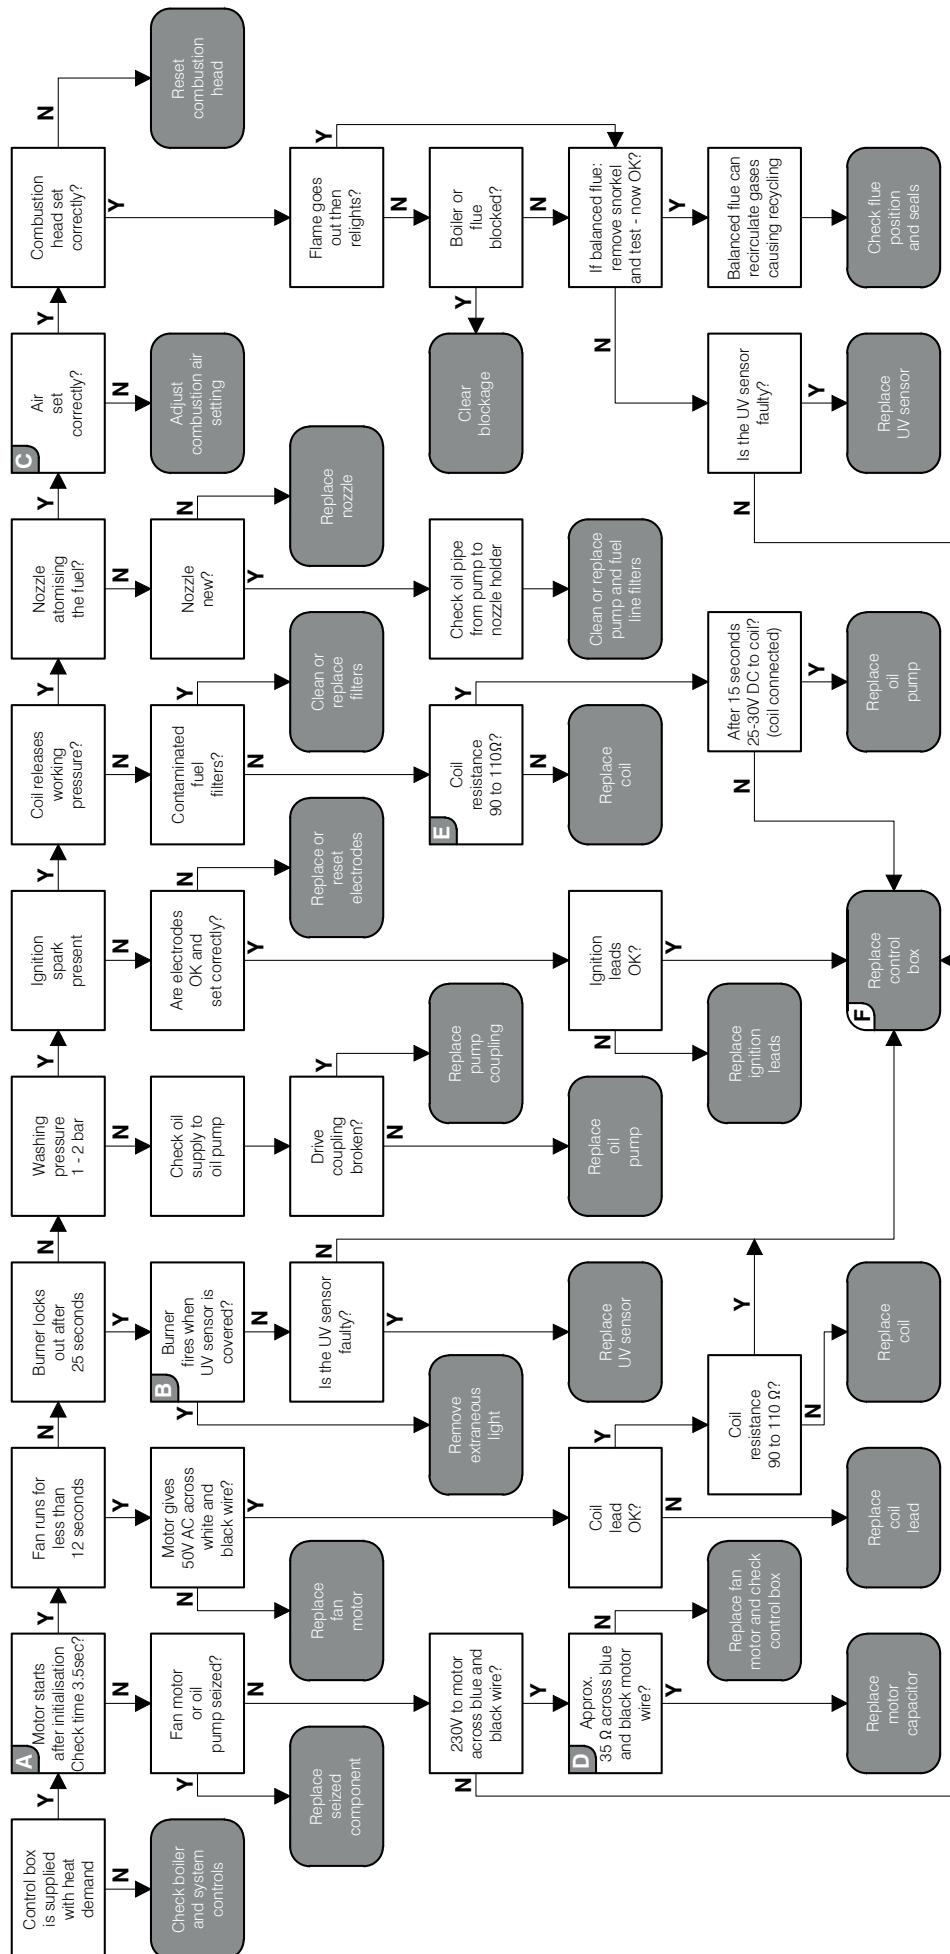 Control box
is supplied
with heat
demand
Y
N
Check boiler
and system
controls
A
Motor starts
after initialisation
Check time 3.5sec?
Y
N
Fan motor
or oil
pump seized?
Y
Replace
seized
component
N
230V to motor
across blue and
black wire?
N
Y
D
Approx.
35 Ω across blue
and black motor
wire?
N
Replace fan
motor and check
control box
Y
Replace
motor
capacitor
Fan runs for
less than
12 seconds
N
Y
Motor gives
50V AC across
white and
black wire?
N
Replace
fan
motor
Y
Coil
lead
OK?
Y
N
Replace
coil
lead
Coil
resistance
90 to 110 Ω?
Y
N
Replace
coil
Burner locks
out after
25 seconds
N
Y
B
Burner
fires when
UV sensor is
covered?
Y
Remove
extraneous
light
N
Is the UV sensor
faulty?
N
Y
Replace
UV sensor
Washing
pressure
1 - 2 bar
Y
N
Check oil
supply to
oil pump
Drive
coupling
broken?
Y
Replace
pump
coupling
N
Replace
oil
pump
Ignition
spark
present
Y
N
Are electrodes
OK and
set correctly?
N
Replace or
reset
electrodes
Y
Ignition
leads
OK?
N
Replace
ignition
leads
Y
F
Replace
control
box
Coil releases
working
pressure?
Y
N
Contaminated
fuel
filters?
Y
Clean or
replace
filters
N
E
Coil
resistance
90 to 110Ω?
Y
N
Replace
coil
After 15 seconds
25-30V DC to coil?
(coil connected)
N
Y
Replace
oil
pump
Nozzle
atomising
the fuel?
Y
N
Nozzle
new?
N
Replace
nozzle
Y
Check oil pipe
from pump to
nozzle holder
Clean or replace
pump and fuel
line filters
C
Air
set
correctly?
Y
N
Adjust
combustion air
setting
Combustion
head set
correctly?
N
Reset
combustion
head
Y
Flame goes
out then
relights?
Y
N
Boiler or
flue
blocked?
Y
Clear
blockage
N
If balanced flue:
remove snorkel
and test - now OK?
N
Y
Is the UV sensor
faulty?
N
Y
Replace
UV sensor
Balanced flue can
recirculate gases
causing recycling
Check flue
position
and seals